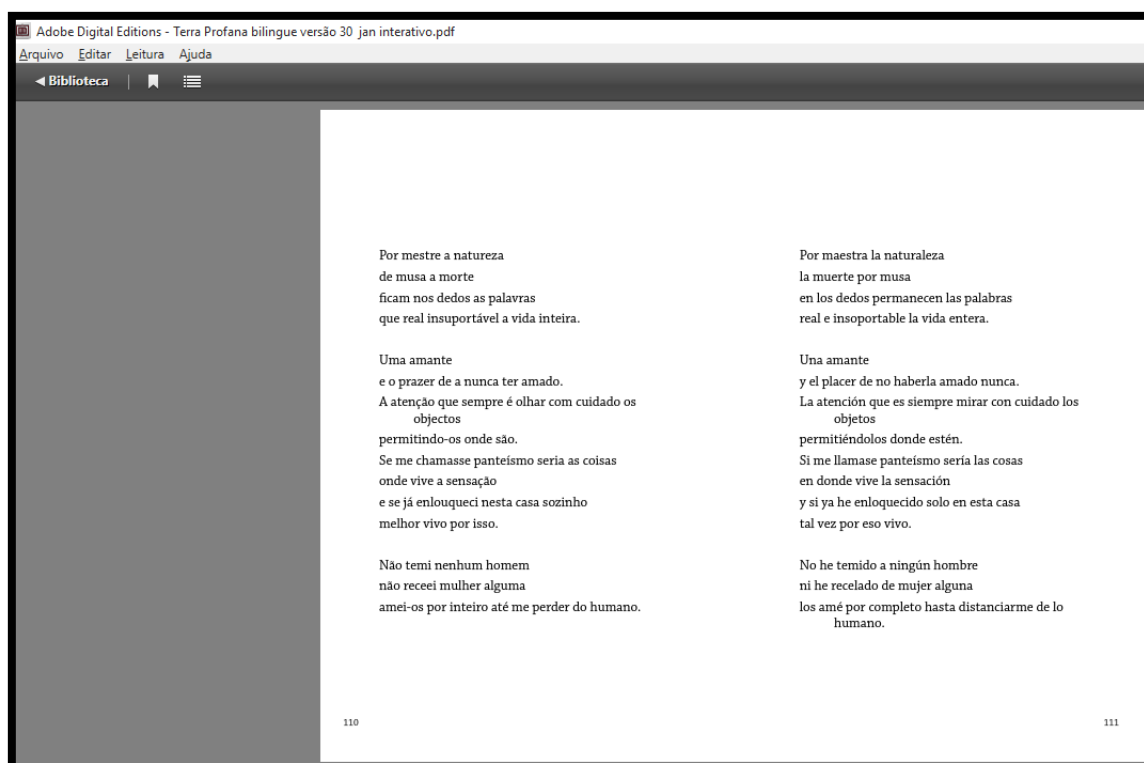 Adobe Digital Editions - Terra Profana bilingue versão 30 jan interativo.pdf
Arquivo Editar Leitura Ajuda
Biblioteca
Por mestre a natureza
de musa a morte
ficam nos dedos as palavras
que real insuportável a vida inteira.
Uma amante
e o prazer de a nunca ter amado.
A atenção que sempre é olhar com cuidado os
objectos
permitindo-os onde são.
Se me chamasse panteísmo seria as coisas
onde vive a sensação
e se já enlouqueci nesta casa sozinho
melhor vivo por isso.
Não temi nenhum homem
não receei mulher alguma
amei-os por inteiro até me perder do humano.
110
Por maestra la naturaleza
la muerte por musa
en los dedos permanecen las palabras
real e insoportable la vida entera.
Una amante
y el placer de no haberla amado nunca.
La atención que es siempre mirar con cuidado los
objetos
permitiéndolos donde estén.
Si me llamase panteísmo sería las cosas
en donde vive la sensación
y si ya he enloquecido solo en esta casa
tal vez por eso vivo.
No he temido a ningún hombre
ni he recelado de mujer alguna
los amé por completo hasta distanciarme de lo
humano.
111